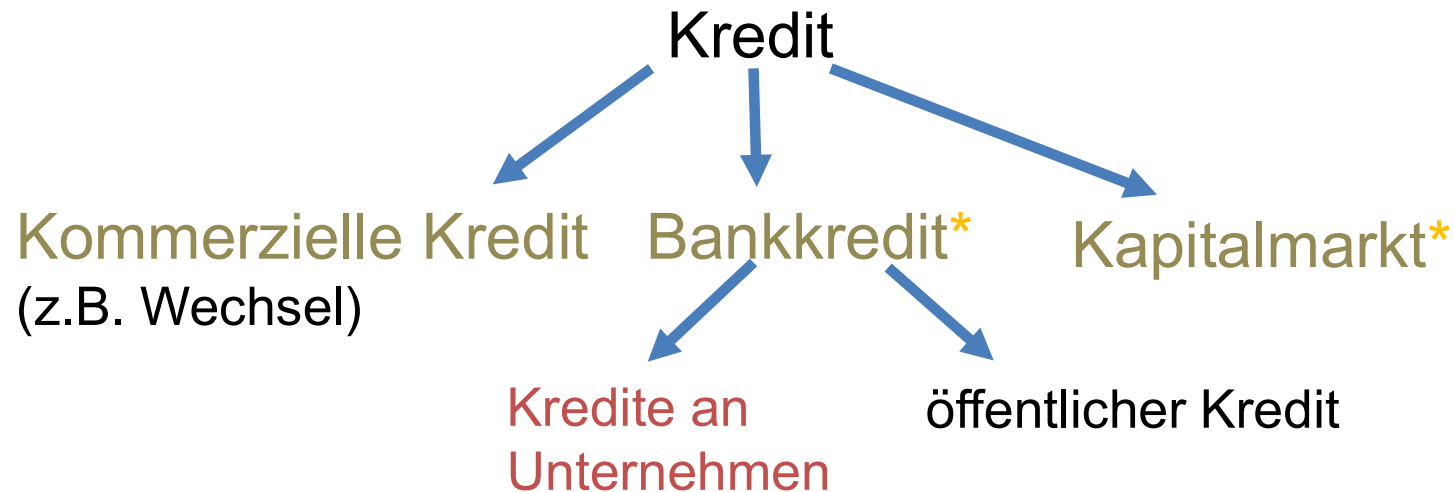 Kredit
Kommerzielle Kredit
(z.B. Wechsel)
Bankkredit*
Kapitalmarkt*
Kredite an
Unternehmen
öffentlicher Kredit